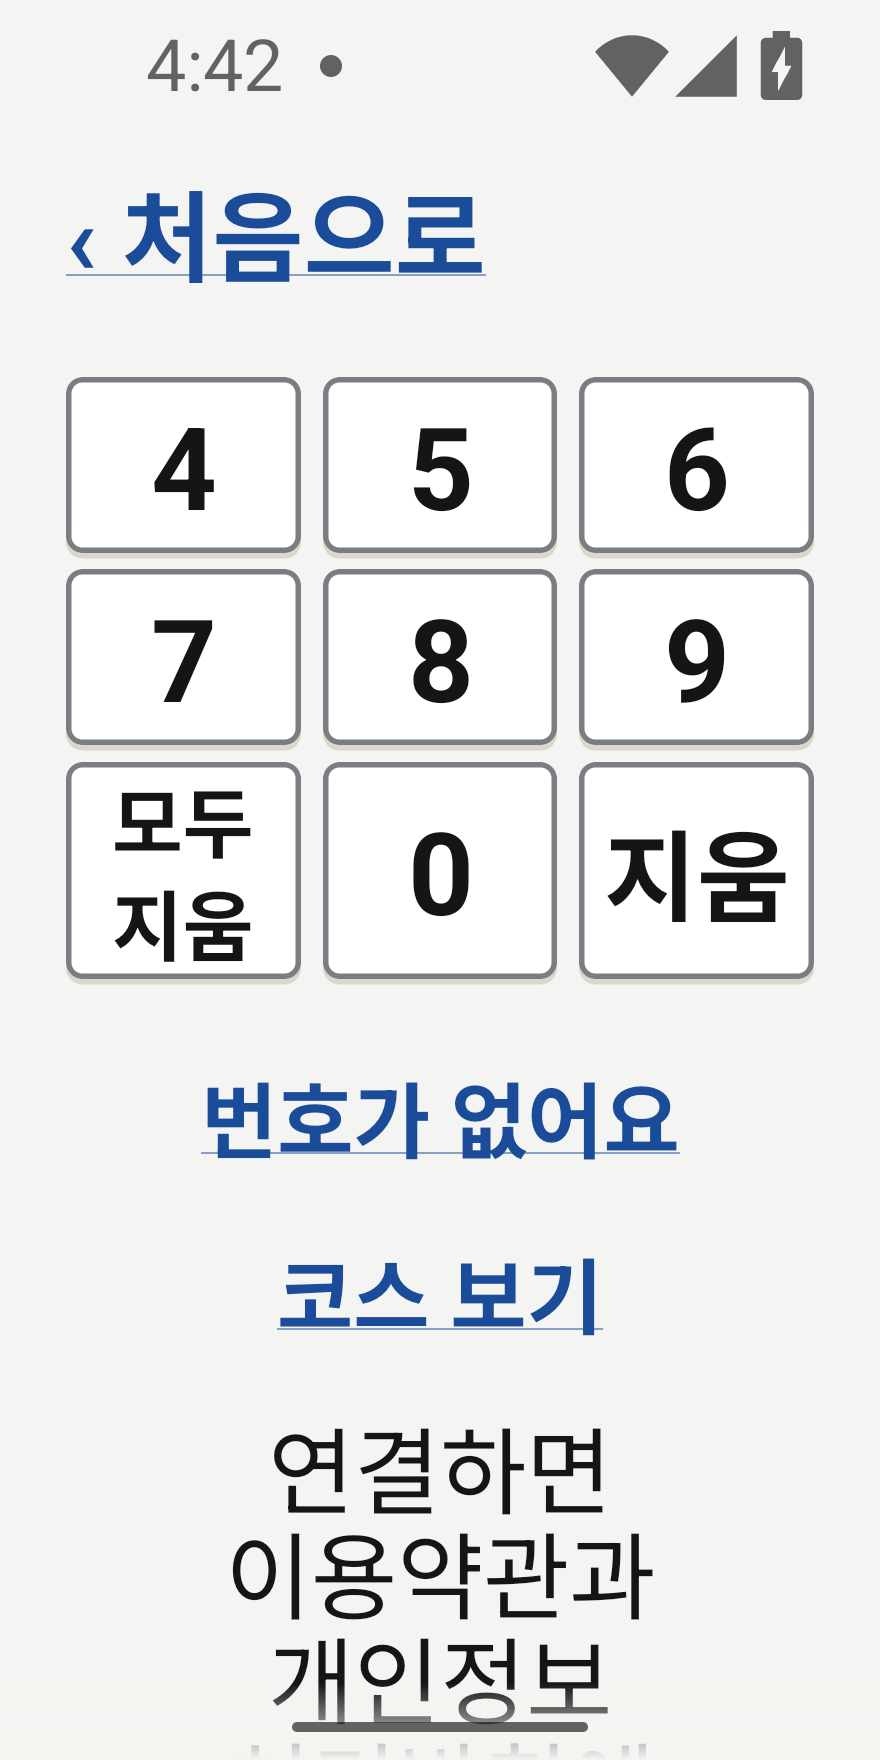 4:42
‹ 처음으로
4 5 6
7 8 9
모두
지움
0
지움
번호가 없어요
코스 보기
연결하면
이용약관과
개인정보